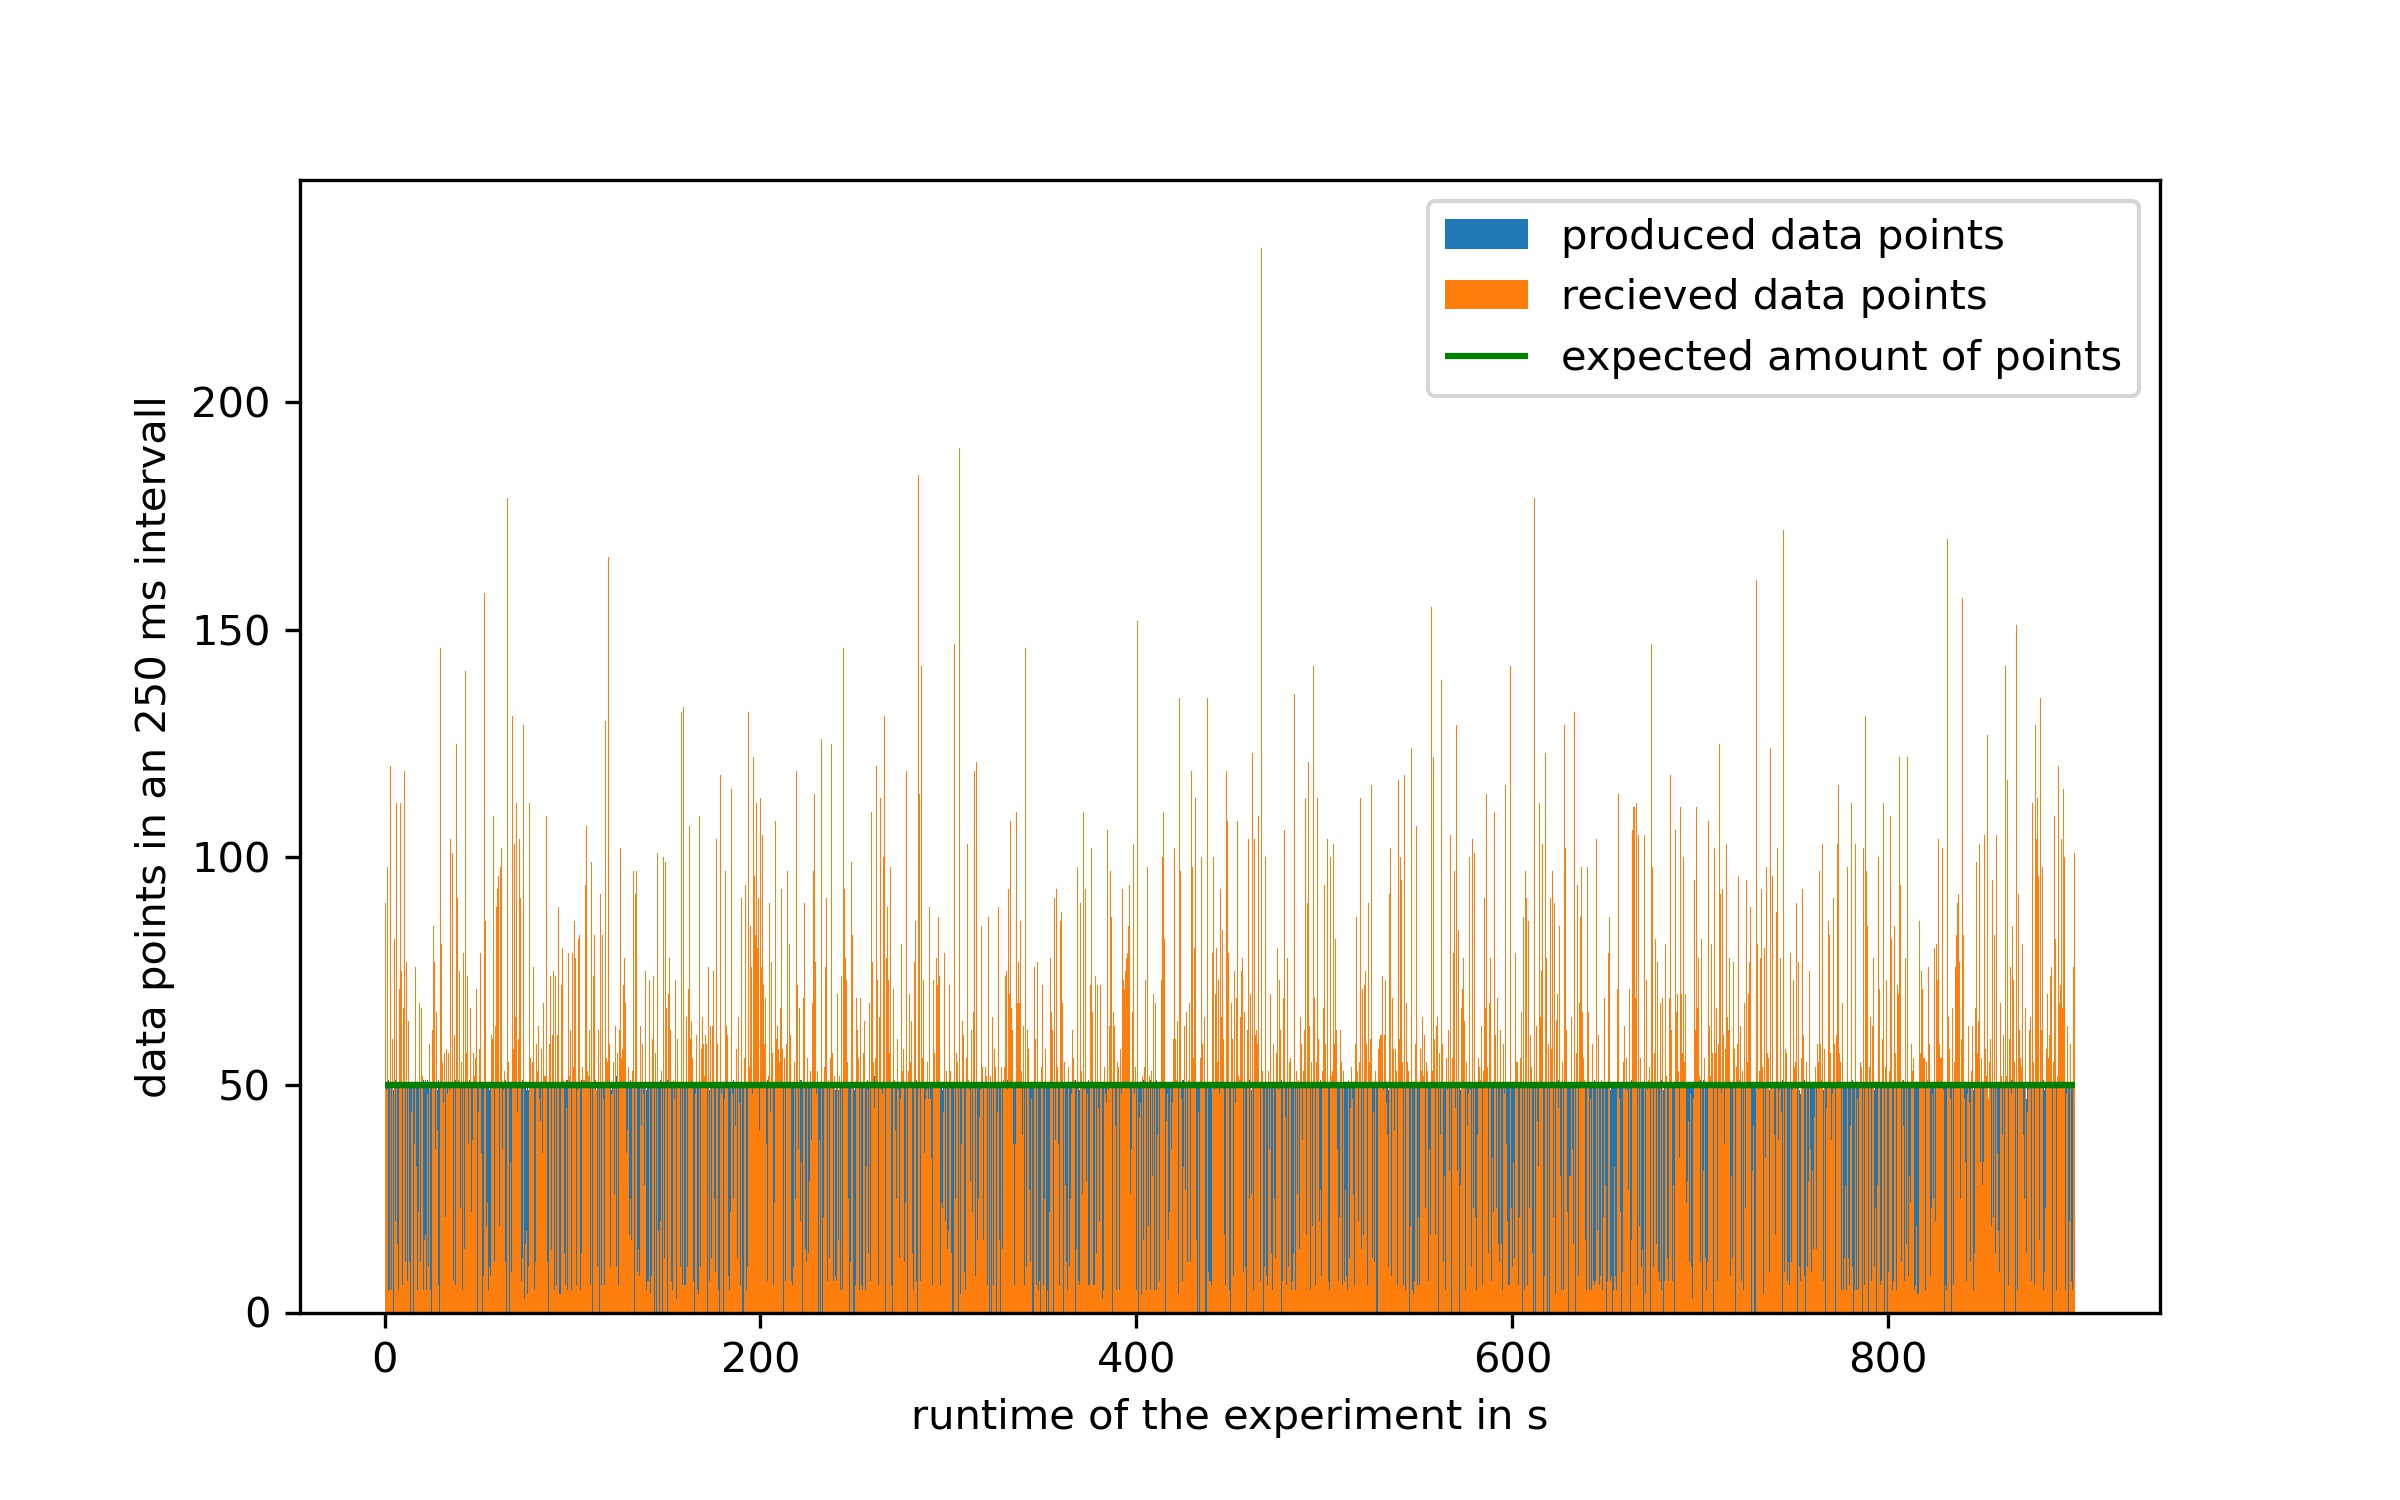 produced data points
recieved data points
expected amount of points
data points in an 250 ms intervall
200
150
100
50
0
0 200 400 600 800
runtime of the experiment in s